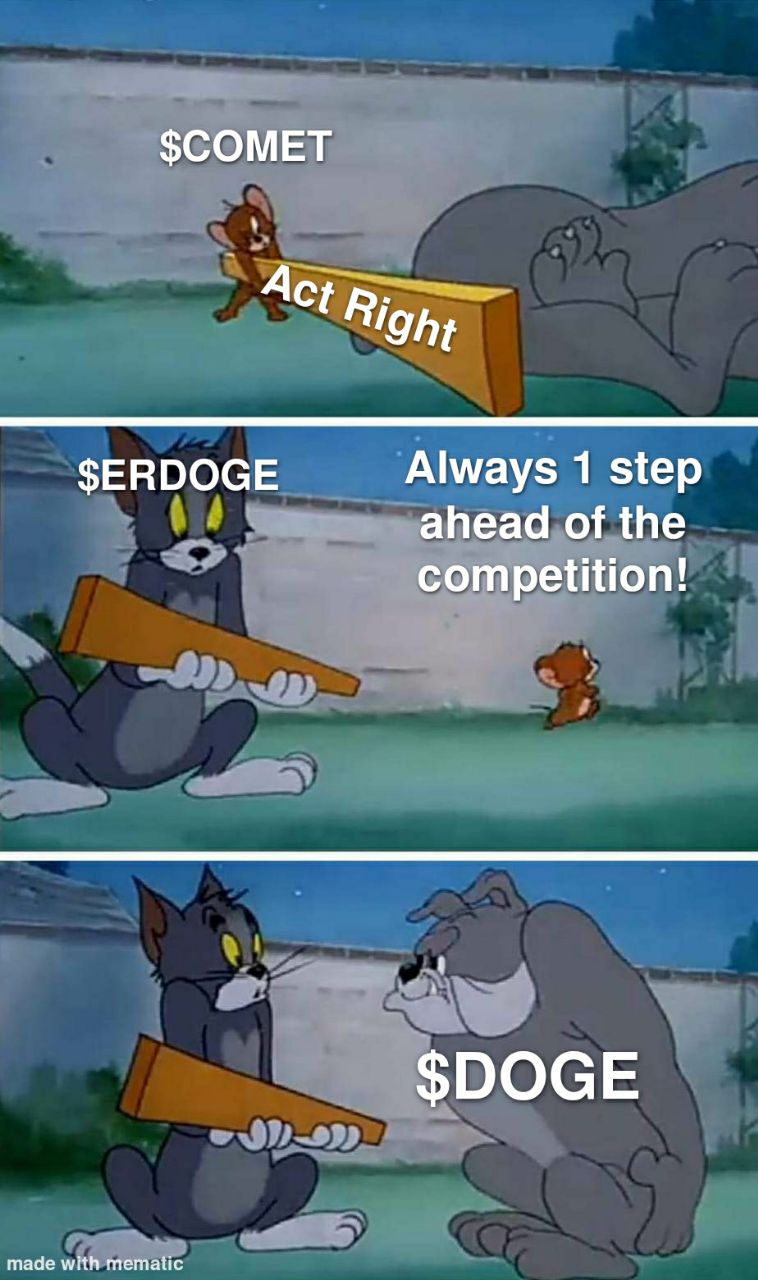 $COMET
Act Right
$ERDOGE
Always 1 step
ahead of the
competition!
$DOGE
made with mematic